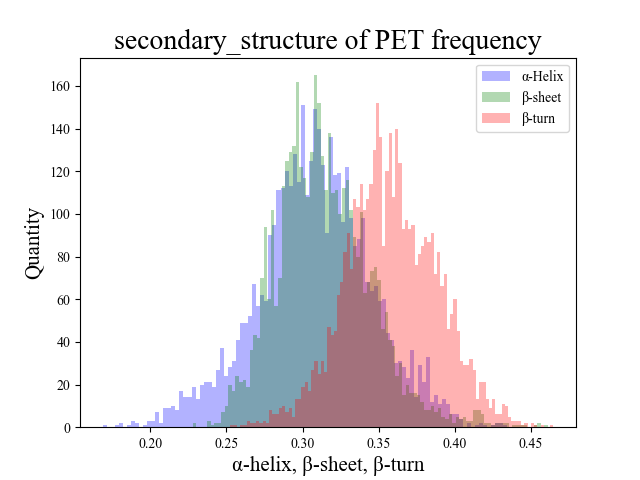 secondary_structure of PET frequency
α-Helix
β-sheet
β-turn
Quantity
160
140
120
100
80
60
40
20
0
0.20 0.25 0.30 0.35 0.40 0.45
α-helix, β-sheet, β-turn